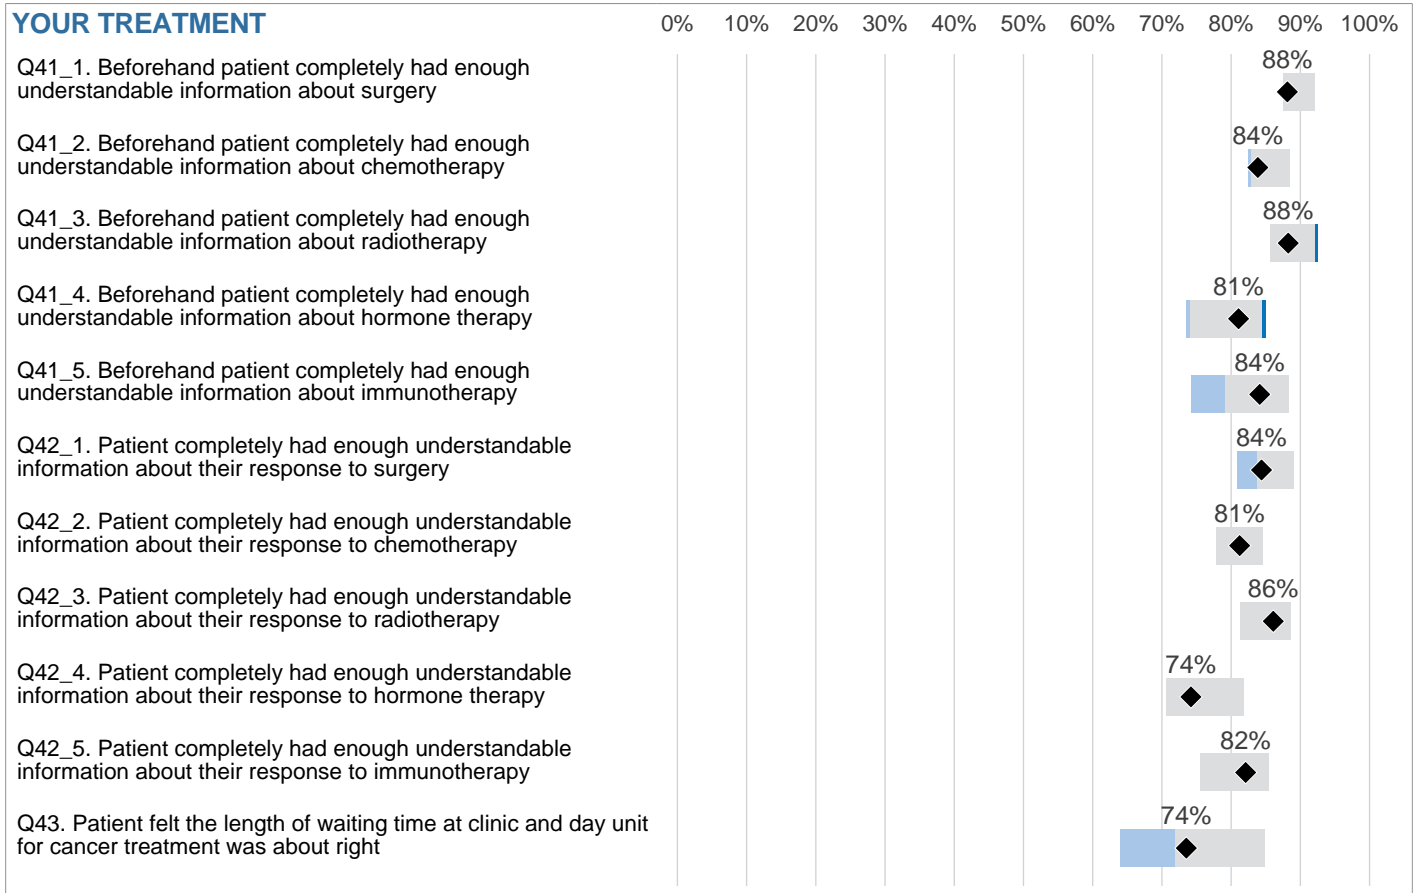 YOUR TREATMENT
0% 10% 20% 30% 40% 50% 60% 70% 80% 90% 100%
Q41_1. Beforehand patient completely had enough
understandable information about surgery
88%
Q41_2. Beforehand patient completely had enough
understandable information about chemotherapy
84%
Q41_3. Beforehand patient completely had enough
understandable information about radiotherapy
88%
Q41_4. Beforehand patient completely had enough
understandable information about hormone therapy
81%
Q41_5. Beforehand patient completely had enough
understandable information about immunotherapy
84%
Q42_1. Patient completely had enough understandable
information about their response to surgery
84%
Q42_2. Patient completely had enough understandable
information about their response to chemotherapy
81%
Q42_3. Patient completely had enough understandable
information about their response to radiotherapy
86%
Q42_4. Patient completely had enough understandable
information about their response to hormone therapy
74%
Q42_5. Patient completely had enough understandable
information about their response to immunotherapy
82%
Q43. Patient felt the length of waiting time at clinic and day unit
for cancer treatment was about right
74%